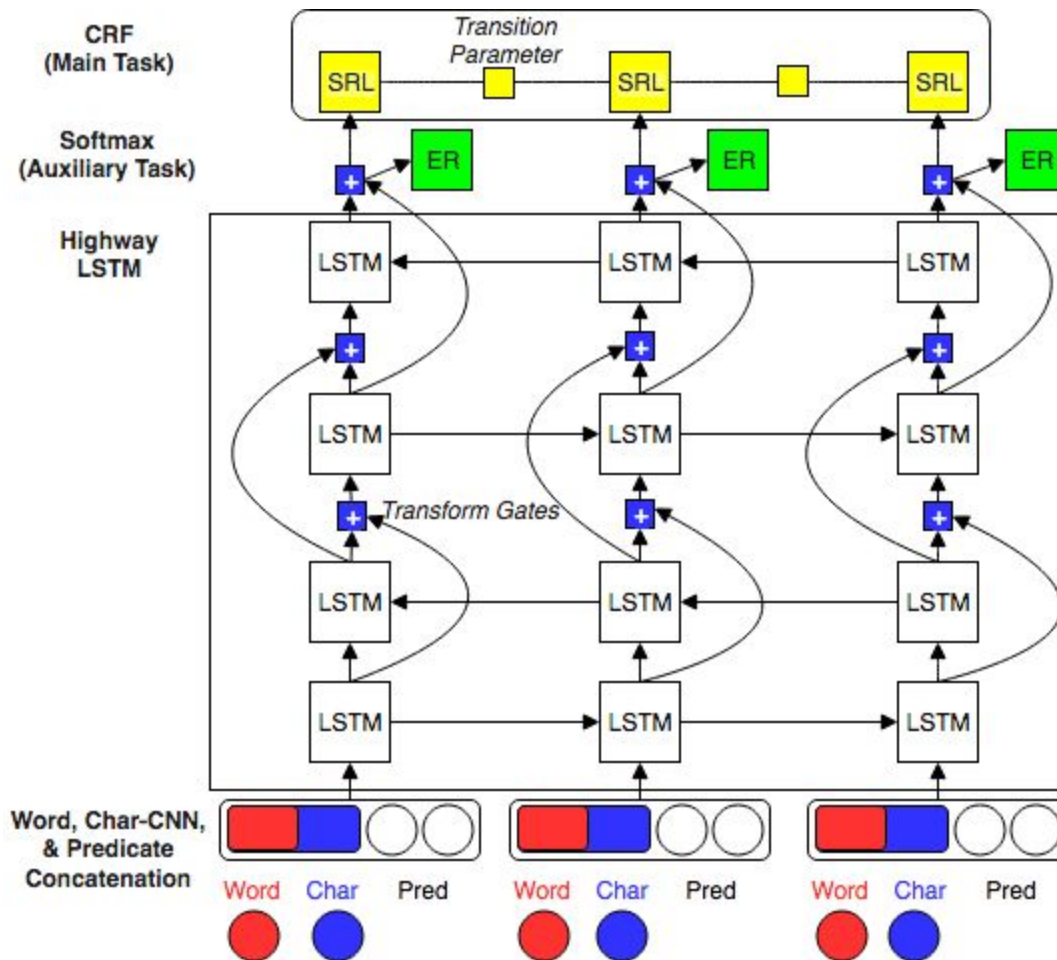 CRF
(Main Task)
Transition
Parameter
SRL
SRL
SRL
Softmax
(Auxiliary Task)
+
ER
+
ER
+
ER
Highway
LSTM
LSTM
LSTM
LSTM
+
+
+
LSTM
LSTM
LSTM
+
Transform Gates
+
+
LSTM
LSTM
LSTM
LSTM
LSTM
LSTM
Word, Char-CNN,
& Predicate
Concatenation
Word Char Pred
Word Char Pred
Word Char Pred